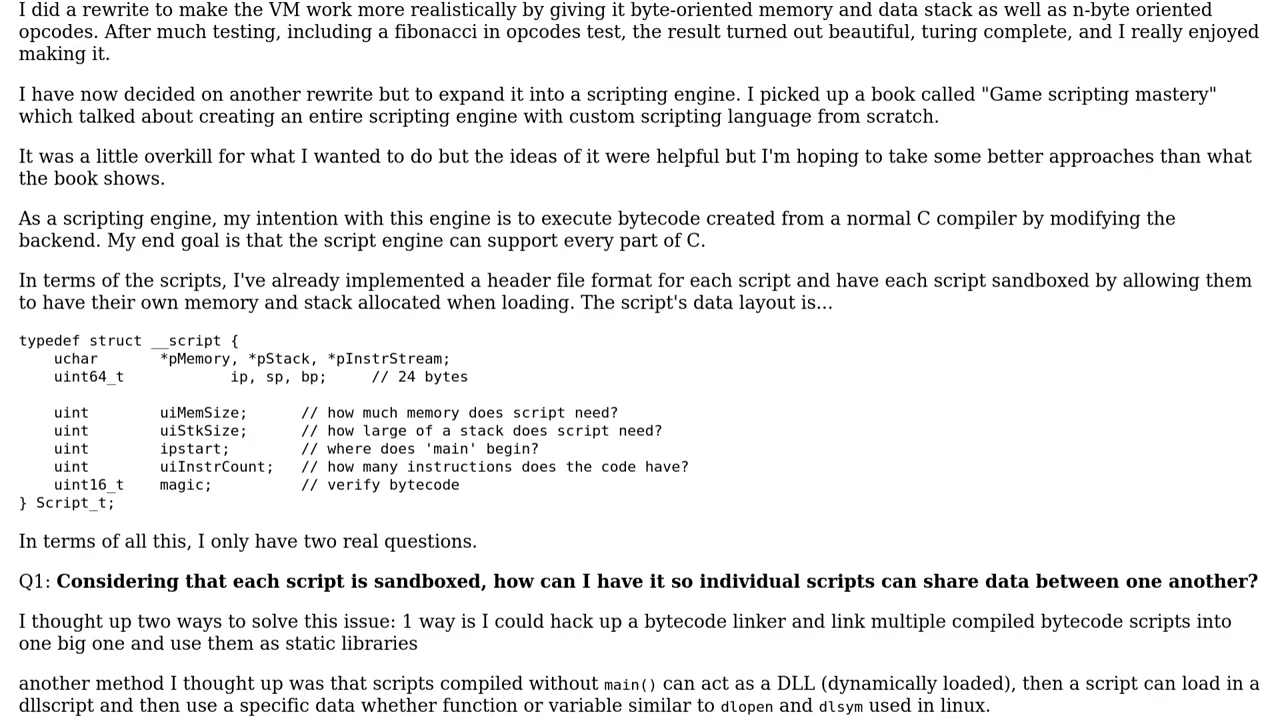 I did a rewrite to make the VM work more realistically by giving it byte-oriented memory and data stack as well as n-byte oriented
opcodes. After much testing, including a fibonacci in opcodes test, the result turned out beautiful, turing complete, and I really enjoyed
making it.
I have now decided on another rewrite but to expand it into a scripting engine. I picked up a book called "Game scripting mastery"
which talked about creating an entire scripting engine with custom scripting language from scratch.
It was a little overkill for what I wanted to do but the ideas of it were helpful but I'm hoping to take some better approaches than what
the book shows.
As a scripting engine, my intention with this engine is to execute bytecode created from a normal C compiler by modifying the
backend. My end goal is that the script engine can support every part of C.
In terms of the scripts, I've already implemented a header file format for each script and have each script sandboxed by allowing them
to have their own memory and stack allocated when loading. The script's data layout is...
typedef struct __script {
    uchar       *pMemory, *pStack, *pInstrStream;
    uint64_t            ip, sp, bp;     // 24 bytes
    uint        uiMemSize;      // how much memory does script need?
    uint        uiStkSize;      // how large of a stack does script need?
    uint        ipstart;        // where does 'main' begin?
    uint        uiInstrCount;   // how many instructions does the code have?
    uint16_t    magic;          // verify bytecode
} Script_t;
In terms of all this, I only have two real questions.
Q1: Considering that each script is sandboxed, how can I have it so individual scripts can share data between one another?
I thought up two ways to solve this issue: 1 way is I could hack up a bytecode linker and link multiple compiled bytecode scripts into
one big one and use them as static libraries
another method I thought up was that scripts compiled without main() can act as a DLL (dynamically loaded), then a script can load in a
dllscript and then use a specific data whether function or variable similar to dlopen and dlsym used in linux.